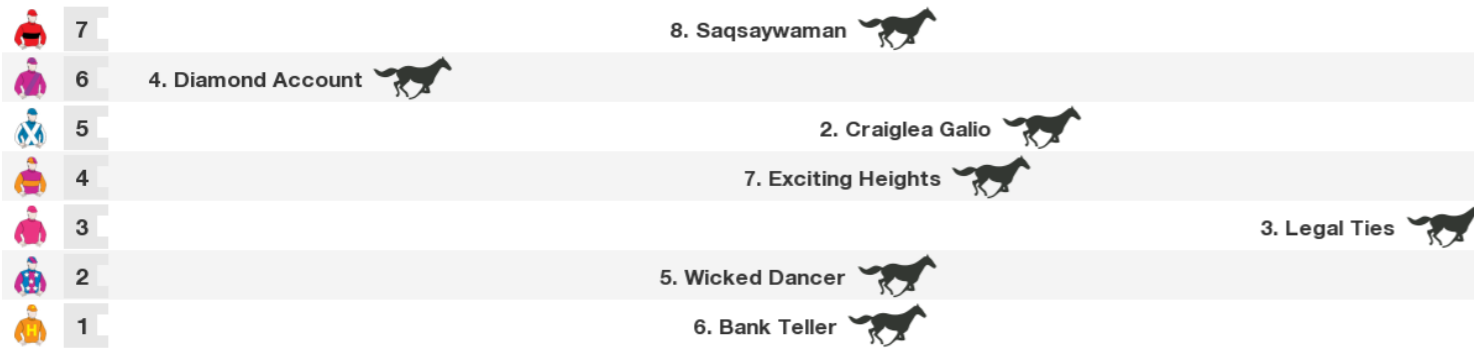 7 8. Saqsaywaman
6 4. Diamond Account
5 2. Craiglea Galio
4 7. Exciting Heights
3 3. Legal Ties
2 5. Wicked Dancer
H 1 6. Bank Teller